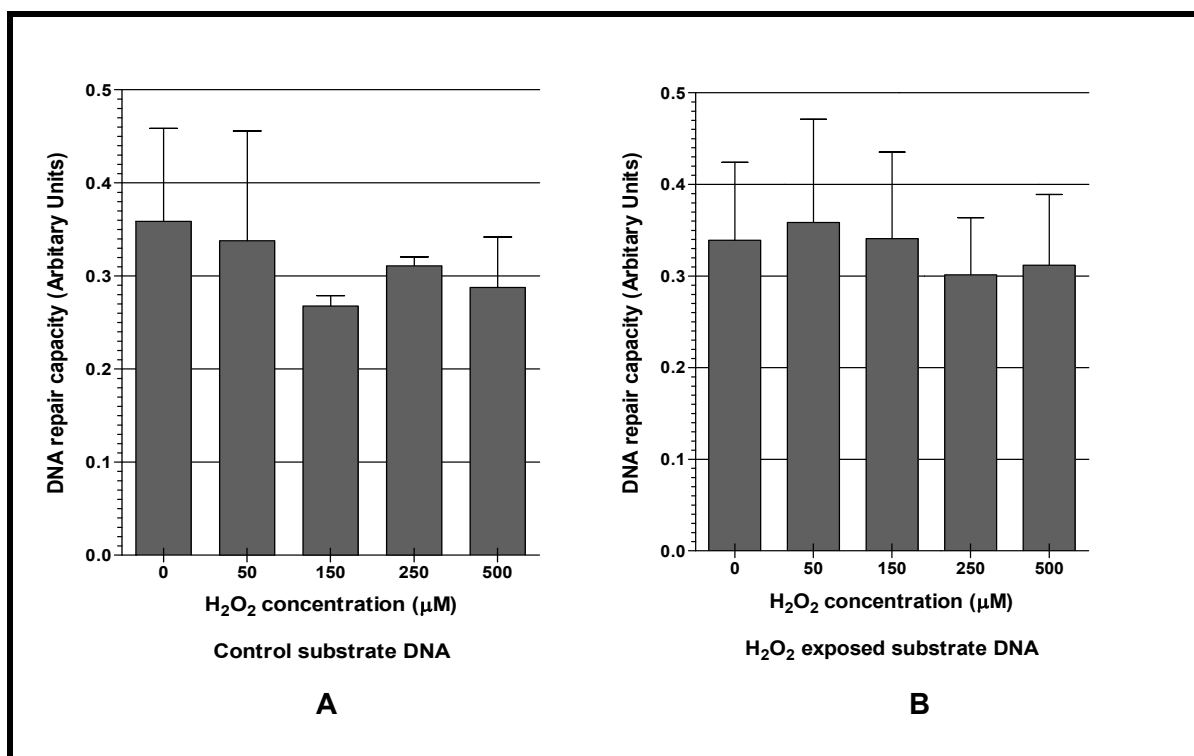 0.5
0.4
0.3
0.2
0.1
0.0
DNA repair capacity (Arbitary Units)
0 50 150 250 500
H₂O₂ concentration (µM)
Control substrate DNA
A
0.5
0.4
0.3
0.2
0.1
0.0
DNA repair capacity (Arbitary Units)
0 50 150 250 500
H₂O₂ concentration (µM)
H₂O₂ exposed substrate DNA
B